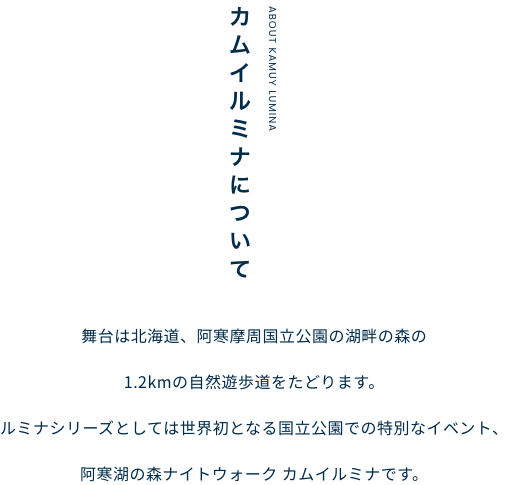 カムイルミナについて
ABOUT KAMUY LUMINA
舞台は北海道、阿寒摩周国立公園の湖畔の森の
1.2kmの自然遊歩道をたどります。
ルミナシリーズとしては世界初となる国立公園での特別なイベント、
阿寒湖の森ナイトウォーク カムイルミナです。